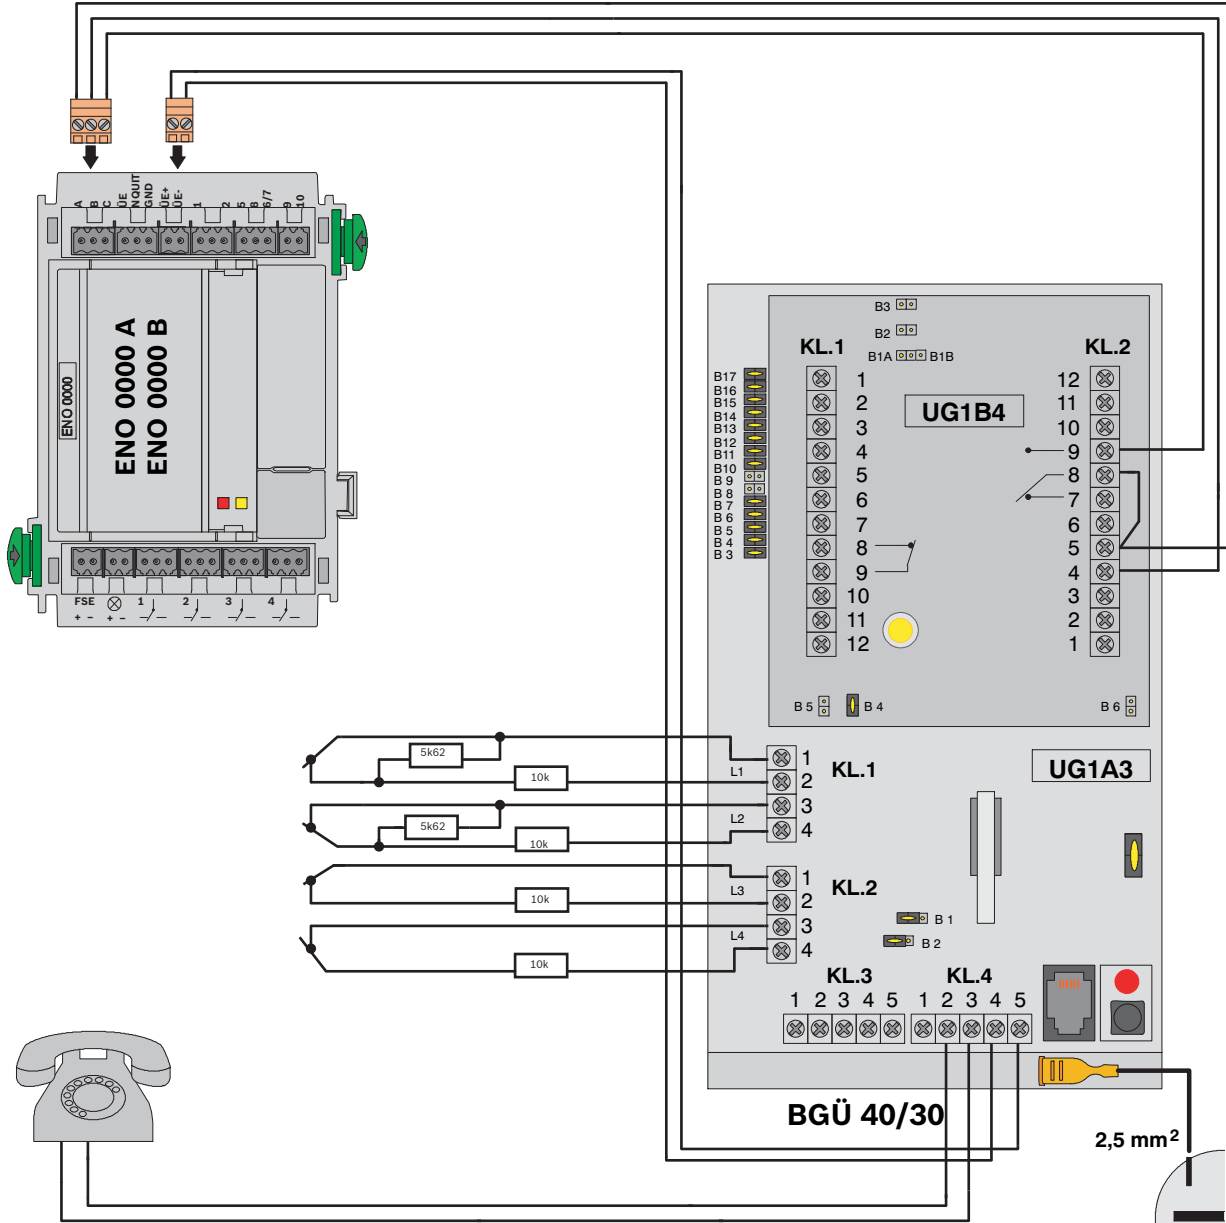 A
B
C
ÜE
NQUIT
GND
ÜE+
ÜE-
1
2
5
8
6/7
9
10
ENO 0000
ENO 0000 A
ENO 0000 B
FSE
+ -
+ -
1
2
3
4
B3
B2
B1A
B1B
KL.1
KL.2
UG1B4
B17
B16
B15
B14
B13
B12
B11
B10
B 9
B 8
B 7
B 6
B 5
B 4
B 3
1
2
3
4
5
6
7
8
9
10
11
12
12
11
10
9
8
7
6
5
4
3
2
1
B 5
B 4
B 6
5k62
10k
L1
5k62
10k
L2
10k
L3
10k
L4
1
2
3
4
KL.1
UG1A3
1
2
3
4
KL.2
B 1
B 2
KL.3
KL.4
1 2 3 4 5
1 2 3 4 5
BGÜ 40/30
2,5 mm²